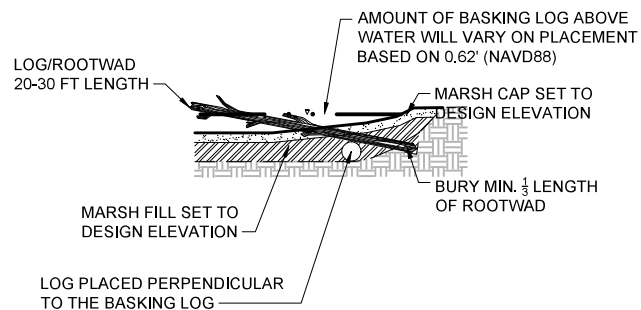 AMOUNT OF BASKING LOG ABOVE
WATER WILL VARY ON PLACEMENT
BASED ON 0.62' (NAVD88)
LOG/ROOTWAD
20-30 FT LENGTH
MARSH CAP SET TO
DESIGN ELEVATION
BURY MIN. 1/3 LENGTH
OF ROOTWAD
MARSH FILL SET TO
DESIGN ELEVATION
LOG PLACED PERPENDICULAR
TO THE BASKING LOG